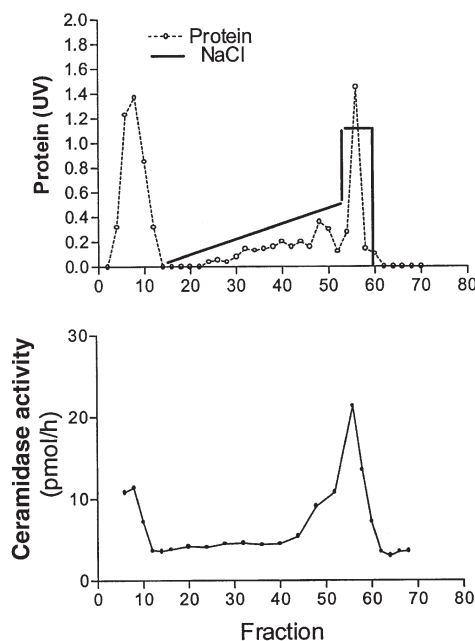 Protein (UV)
2.0
1.8
1.6
1.4
1.2
1.0
0.8
0.6
0.4
0.2
0.0
Protein
NaCl
0 10 20 30 40 50 60 70 80
Ceramidase activity
(pmol/h)
30
20
10
0
0 10 20 30 40 50 60 70 80
Fraction